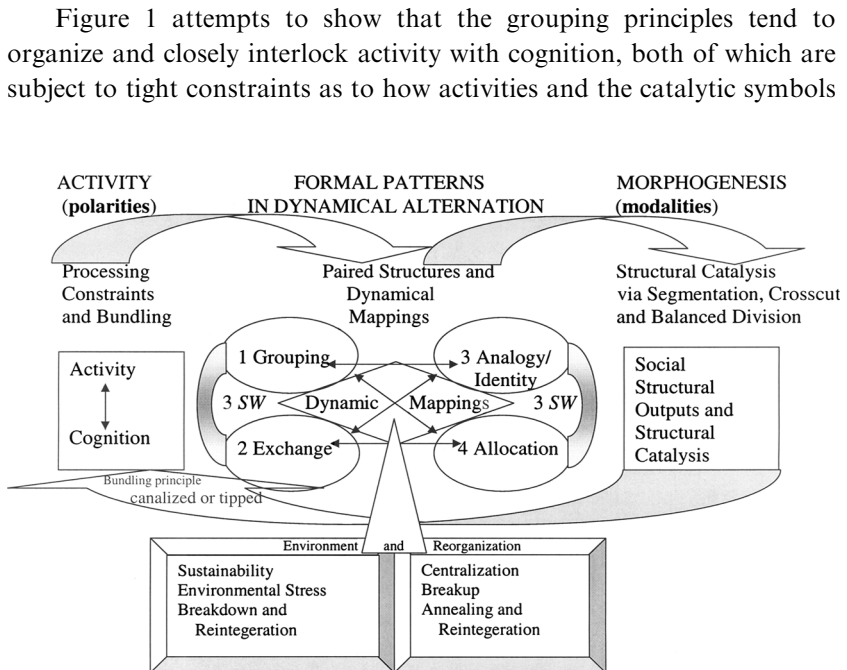 Figure 1 attempts to show that the grouping principles tend to
organize and closely interlock activity with cognition, both of which are
subject to tight constraints as to how activities and the catalytic symbols
ACTIVITY
(polarities)
FORMAL PATTERNS
IN DYNAMICAL ALTERNATION
MORPHOGENESIS
(modalities)
Processing
Constraints
and Bundling
Paired Structures and
Dynamical
Mappings
Structural Catalysis
via Segmentation, Crosscut
and Balanced Division
Activity
Cognition
1 Grouping
3 Analogy/
Identity
3 SW
Dynamic
Mappings
3 SW
2 Exchange
4 Allocation
Social
Structural
Outputs and
Structural
Catalysis
Bundling principle
canalized or tipped
Environment and Reorganization
Sustainability
Environmental Stress
Breakdown and
Reintegeration
Centralization
Breakup
Annealing and
Reintegeration